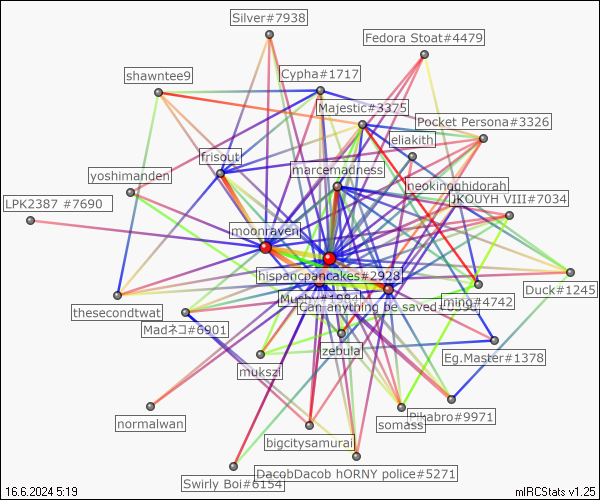 Silver#7938
Fedora Stoat#4479
shawntee9
Cypha#1717
Majestic#3375
Pocket Persona#3326
eliakith
frisout
marcemadness
yoshimanden
neokingghidorah
JKOUYH VIII#7034
LPK2387 #7690
moonraven
hispancpancakes#2928
Duck#1245
Mushy#1984
Can anything be saved
ming#4742
thesecondtwat
Madネコ#6901
zebula
Eg.Master#1378
mukszi
normalwan
somass
Pikabro#9971
bigcitysamurai
DacobDacob hORNY police#5271
Swirly Boi#6154
16.6.2024 5:19
mIRCStats v1.25